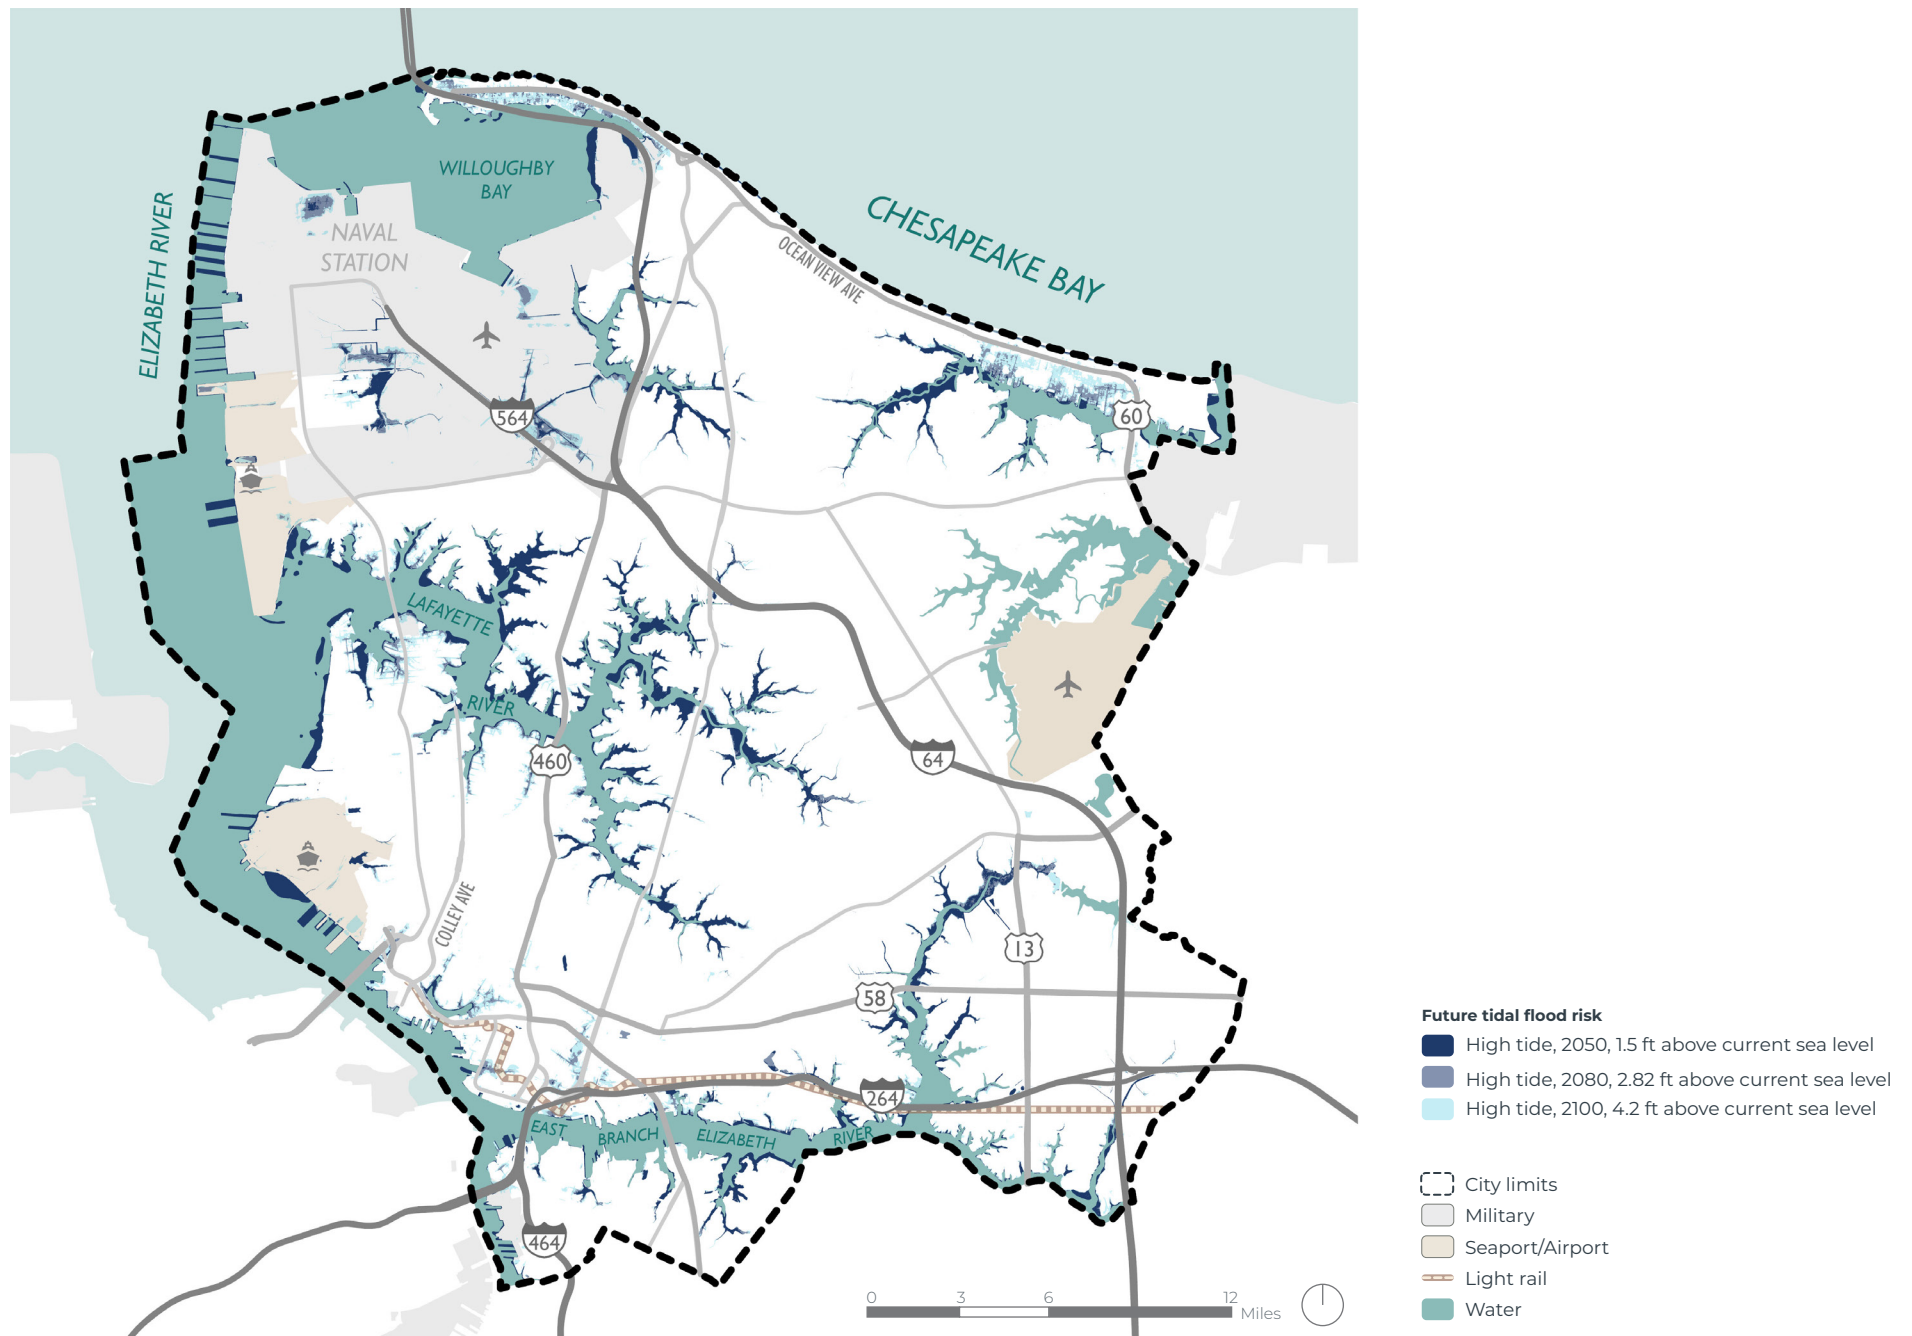 WILLOUGHBY
BAY
CHESAPEAKE BAY
ELIZABETH RIVER
NAVAL
STATION
OCEAN VIEW AVE
564
60
LAFAYETTE
RIVER
460
64
COLLEY AVE
13
58
264
EAST BRANCH ELIZABETH RIVER
464
0 3 6 12
Miles
Future tidal flood risk
High tide, 2050, 1.5 ft above current sea level
High tide, 2080, 2.82 ft above current sea level
High tide, 2100, 4.2 ft above current sea level
City limits
Military
Seaport/Airport
Light rail
Water